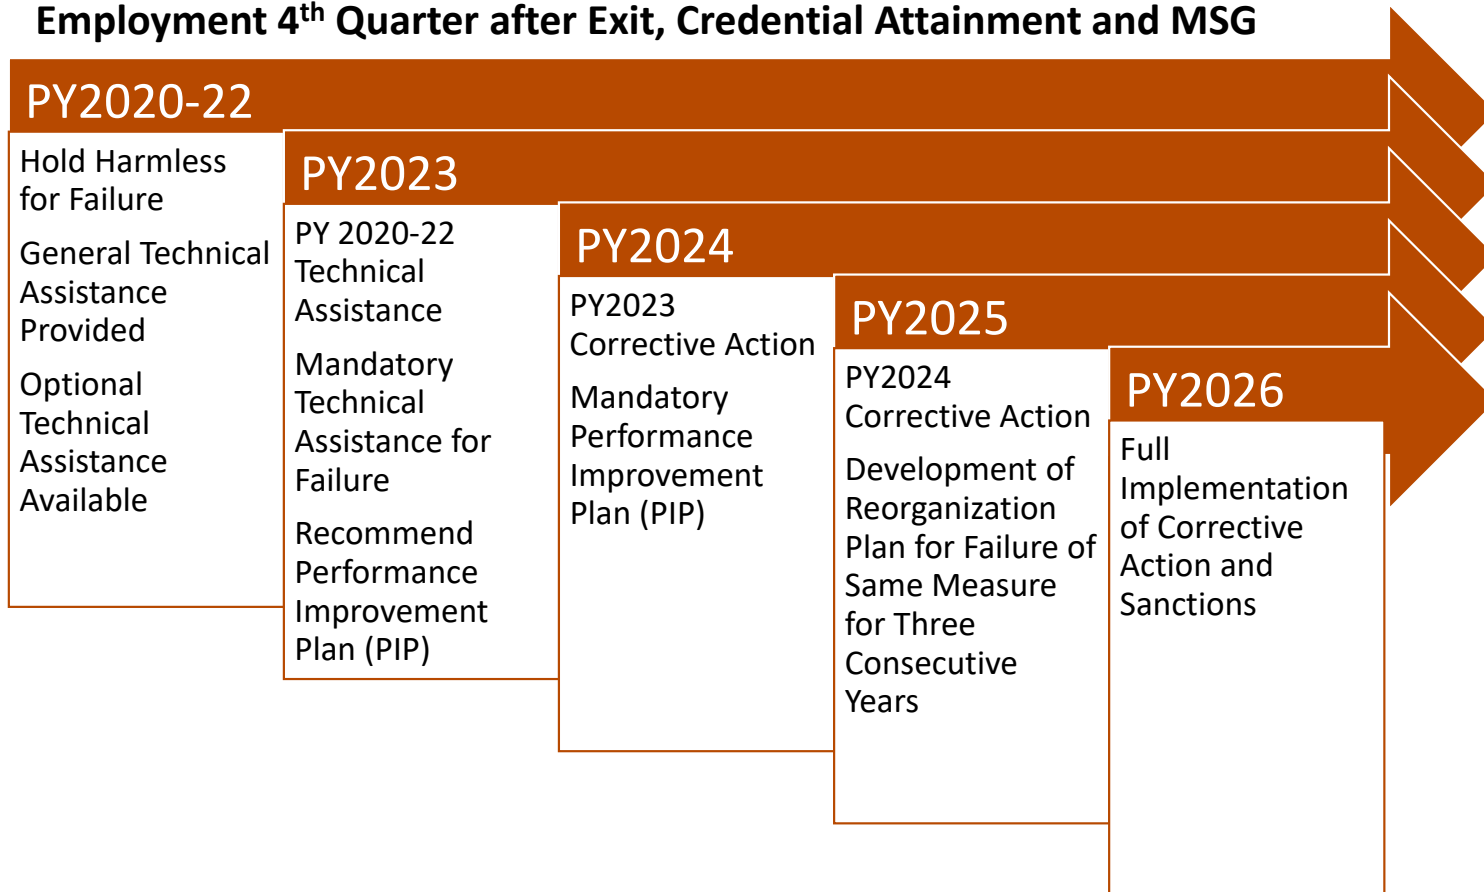 Employment 4th Quarter after Exit, Credential Attainment and MSG
PY2020-22
Hold Harmless
for Failure
General Technical
Assistance
Provided
Optional
Technical
Assistance
Available
PY2023
PY 2020-22
Technical
Assistance
Mandatory
Technical
Assistance for
Failure
Recommend
Performance
Improvement
Plan (PIP)
PY2024
PY2023
Corrective Action
Mandatory
Performance
Improvement
Plan (PIP)
PY2025
PY2024
Corrective Action
Development of
Reorganization
Plan for Failure of
Same Measure
for Three
Consecutive
Years
PY2026
Full
Implementation
of Corrective
Action and
Sanctions